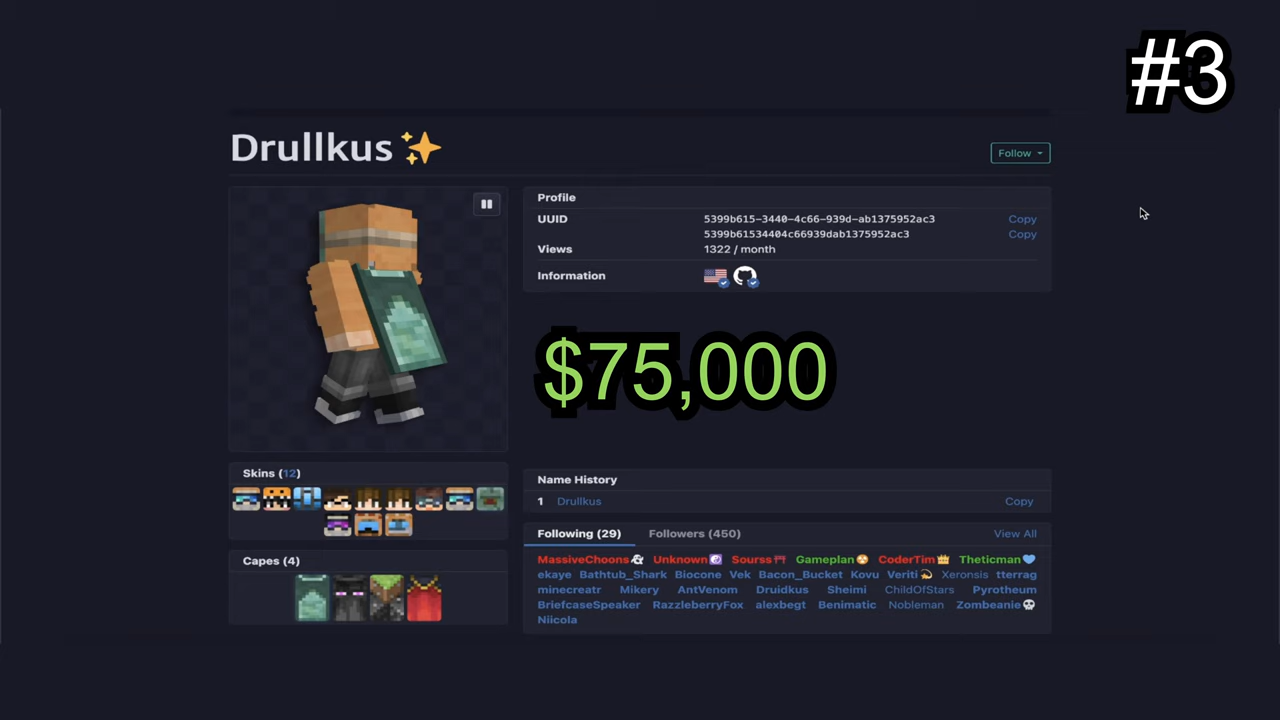 #3
Drullkus
Follow
Profile
UUID 5399b615-3440-4c66-939d-ab1375952ac3 Copy
5399b61534404c66939dab1375952ac3 Copy
Views 1322 / month
Information
$75,000
Skins (12)
Name History
1 Drullkus Copy
Following (29) Followers (450) View All
MassiveChoons Unknown Sourss Gameplan CoderTim Theticman
ekaye Bathtub_Shark Biocone Vek Bacon_Bucket Kovu Veriti Xeronsis tterrag
minecreatr Mikery AntVenom Druidkus Sheimi ChildOfStars Pyrotheum
BriefcaseSpeaker RazzleberryFox alexbegt Benimatic Nobleman Zombeanie
Niicola
Capes (4)